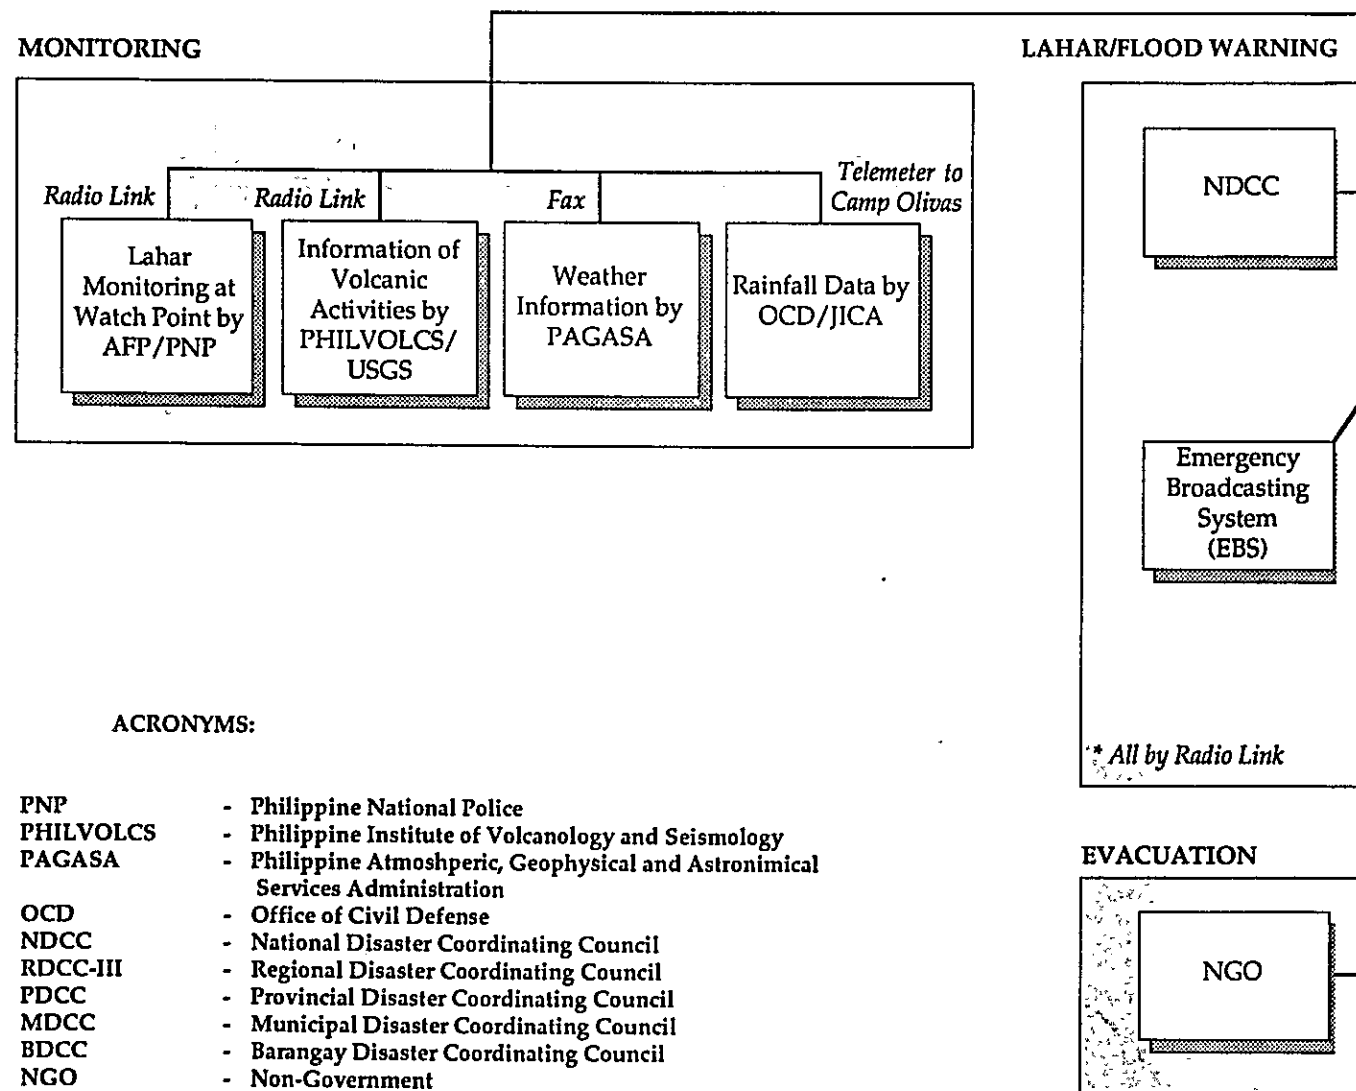 MONITORING
Radio Link
Radio Link
Fax
Telemeter to
Camp Olivas
Lahar
Monitoring at
Watch Point by
AFP/PNP
Information of
Volcanic
Activities by
PHILVOLCS/
USGS
Weather
Information by
PAGASA
Rainfall Data by
OCD/JICA
LAHAR/FLOOD WARNING
NDCC
Emergency
Broadcasting
System
(EBS)
* All by Radio Link
ACRONYMS:
PNP - Philippine National Police
PHILVOLCS - Philippine Institute of Volcanology and Seismology
PAGASA - Philippine Atmoshperic, Geophysical and Astronimical
Services Administration
OCD - Office of Civil Defense
NDCC - National Disaster Coordinating Council
RDCC-III - Regional Disaster Coordinating Council
PDCC - Provincial Disaster Coordinating Council
MDCC - Municipal Disaster Coordinating Council
BDCC - Barangay Disaster Coordinating Council
NGO - Non-Government
EVACUATION
NGO